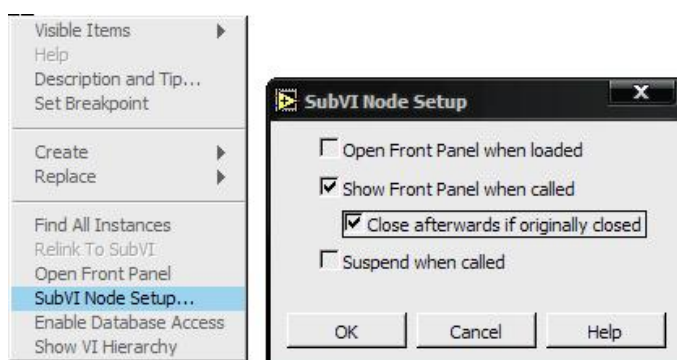 Visible Items
Help
Description and Tip...
Set Breakpoint
Create
Replace
Find All Instances
Relink To SubVI
Open Front Panel
SubVI Node Setup...
Enable Database Access
Show VI Hierarchy
SubVI Node Setup
X
Open Front Panel when loaded
Show Front Panel when called
Close afterwards if originally closed
Suspend when called
OK Cancel Help